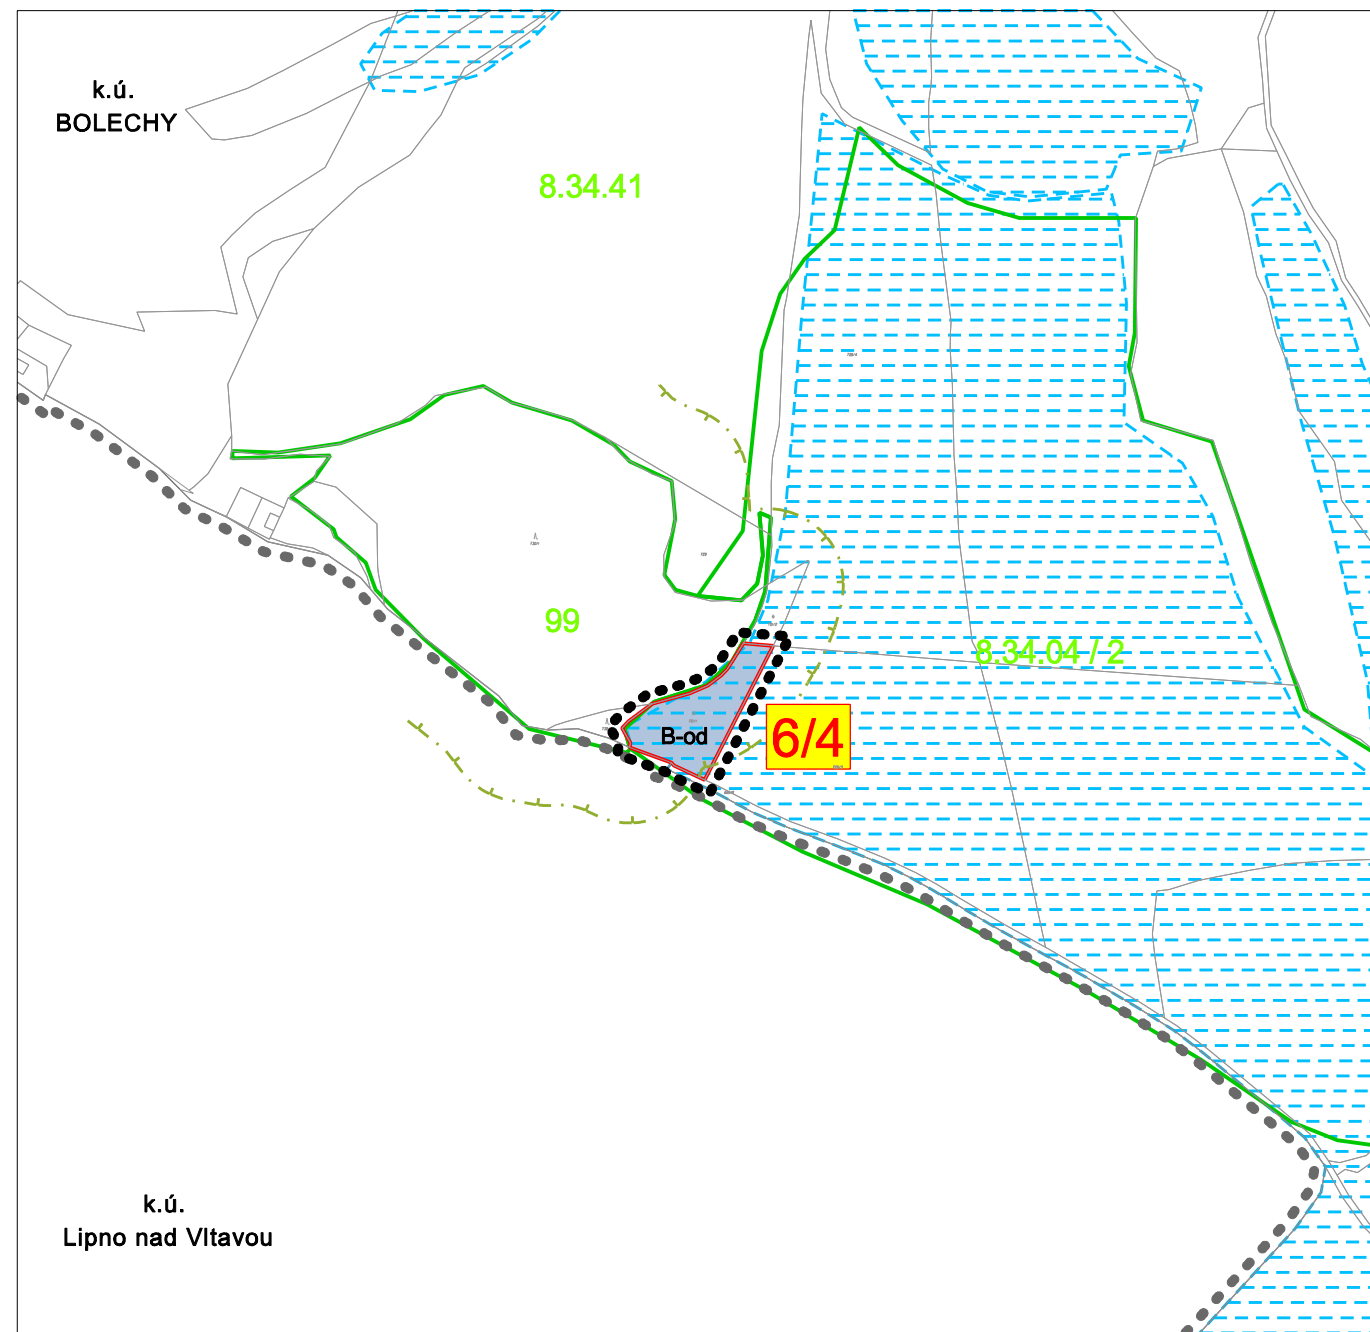 k.ú.
BOLECHY
8.34.41
99
8.34.04 / 2
B-od
6/4
k.ú.
Lipno nad Vltavou